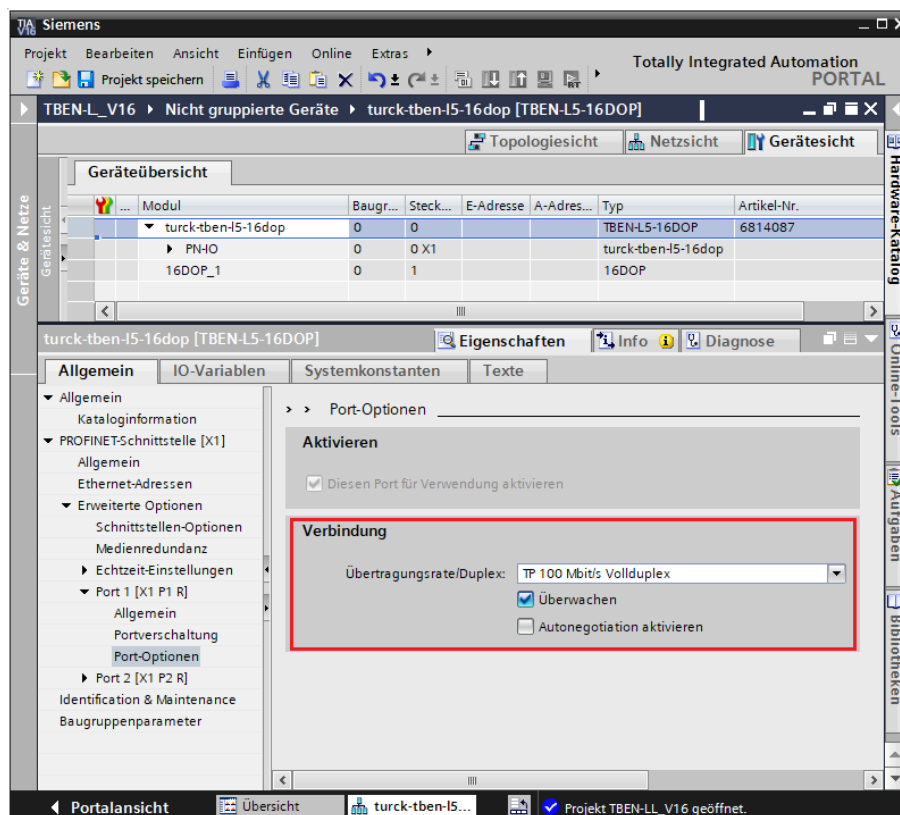 TIA V16 Siemens
Projekt Bearbeiten Ansicht Einfügen Online Extras
Totally Integrated Automation
PORTAL
Projekt speichern
TBEN-L_V16 ▸ Nicht gruppierte Geräte ▸ turck-tben-l5-16dop [TBEN-L5-16DOP]
Topologiesicht Netzsicht Gerätesicht
Geräteübersicht
... Modul Baugr... Steck... E-Adresse A-Adres... Typ Artikel-Nr.
turck-tben-l5-16dop 0 0 TBEN-L5-16DOP 6814087
PN-IO 0 0 X1 turck-tben-l5-16dop
16DOP_1 0 1 16DOP
Geräte & Netze
Gerätesicht
turck-tben-l5-16dop [TBEN-L5-16DOP]
Eigenschaften Info Diagnose
Allgemein IO-Variablen Systemkonstanten Texte
Allgemein
Kataloginformation
PROFINET-Schnittstelle [X1]
Allgemein
Ethernet-Adressen
Erweiterte Optionen
Schnittstellen-Optionen
Medienredundanz
Echtzeit-Einstellungen
Port 1 [X1 P1 R]
Allgemein
Portverschaltung
Port-Optionen
Port 2 [X1 P2 R]
Identification & Maintenance
Baugruppenparameter
> > Port-Optionen
Aktivieren
Diesen Port für Verwendung aktivieren
Verbindung
Übertragungsrate/Duplex: TP 100 Mbit/s Vollduplex
Überwachen
Autonegotiation aktivieren
Hardware-Katalog
Online-Tools
Aufgaben
Bibliotheken
Portalansicht Übersicht turck-tben-l5... Projekt TBEN-LL_V16 geöffnet.